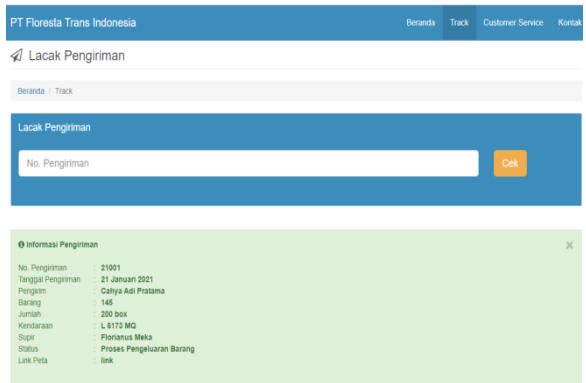 PT Floresta Trans Indonesia Beranda Track Customer Service Kontak
Lacak Pengiriman
Beranda / Track
Lacak Pengiriman
No. Pengiriman Cek
Informasi Pengiriman ×
No. Pengiriman : 21001
Tanggal Pengiriman : 21 Januari 2021
Pengirim : Cahya Adi Pratama
Barang : 145
Jumlah : 200 box
Kendaraan : L 6173 MQ
Supir : Florianus Meka
Status : Proses Pengeluaran Barang
Link Peta : link